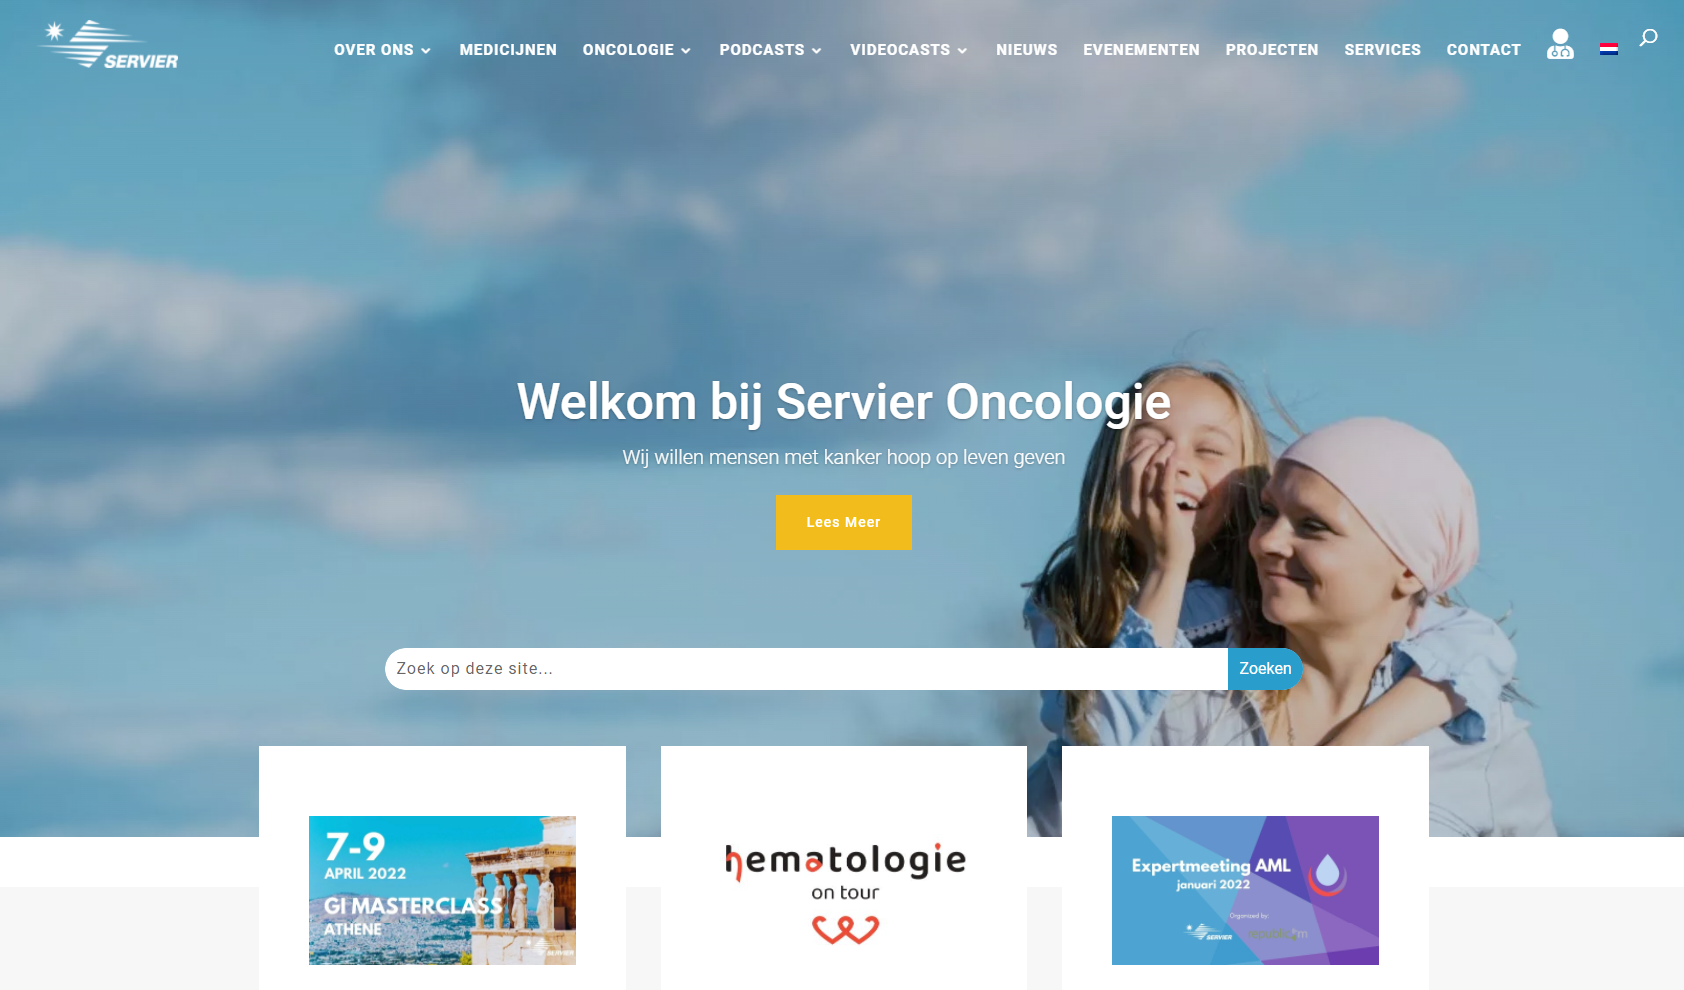 SERVIER
OVER ONS
MEDICIJNEN
ONCOLOGIE
PODCASTS
VIDEOCASTS
NIEUWS
EVENEMENTEN
PROJECTEN
SERVICES
CONTACT
Welkom bij Servier Oncologie
Wij willen mensen met kanker hoop op leven geven
Lees Meer
Zoek op deze site...
Zoeken
7-9
APRIL 2022
GI MASTERCLASS
ATHENE
SERVIER
hematologie
on tour
Expertmeeting AML
januari 2022
Organised by:
SERVIER